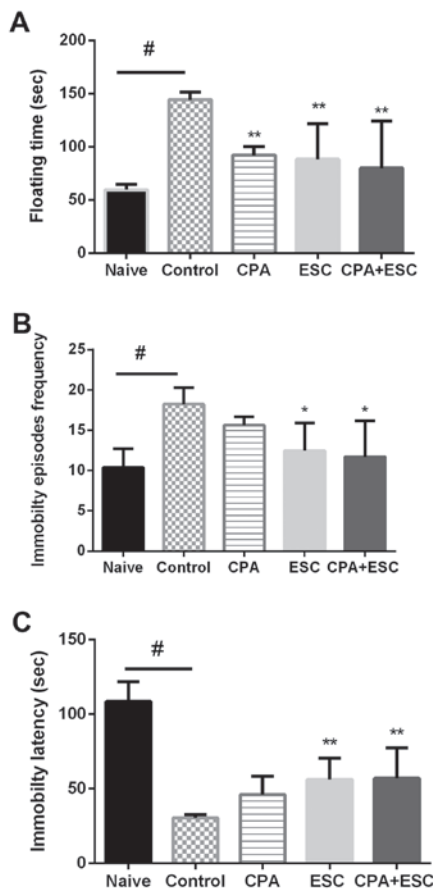 A
Floating time (sec)
200
150
100
50
0
#
**
**
**
Naive Control CPA ESC CPA+ESC
B
Immobilty episodes frequency
25
20
15
10
5
0
#
*
*
Naive Control CPA ESC CPA+ESC
C
Immobilty latency (sec)
150
100
50
0
#
**
**
Naive Control CPA ESC CPA+ESC